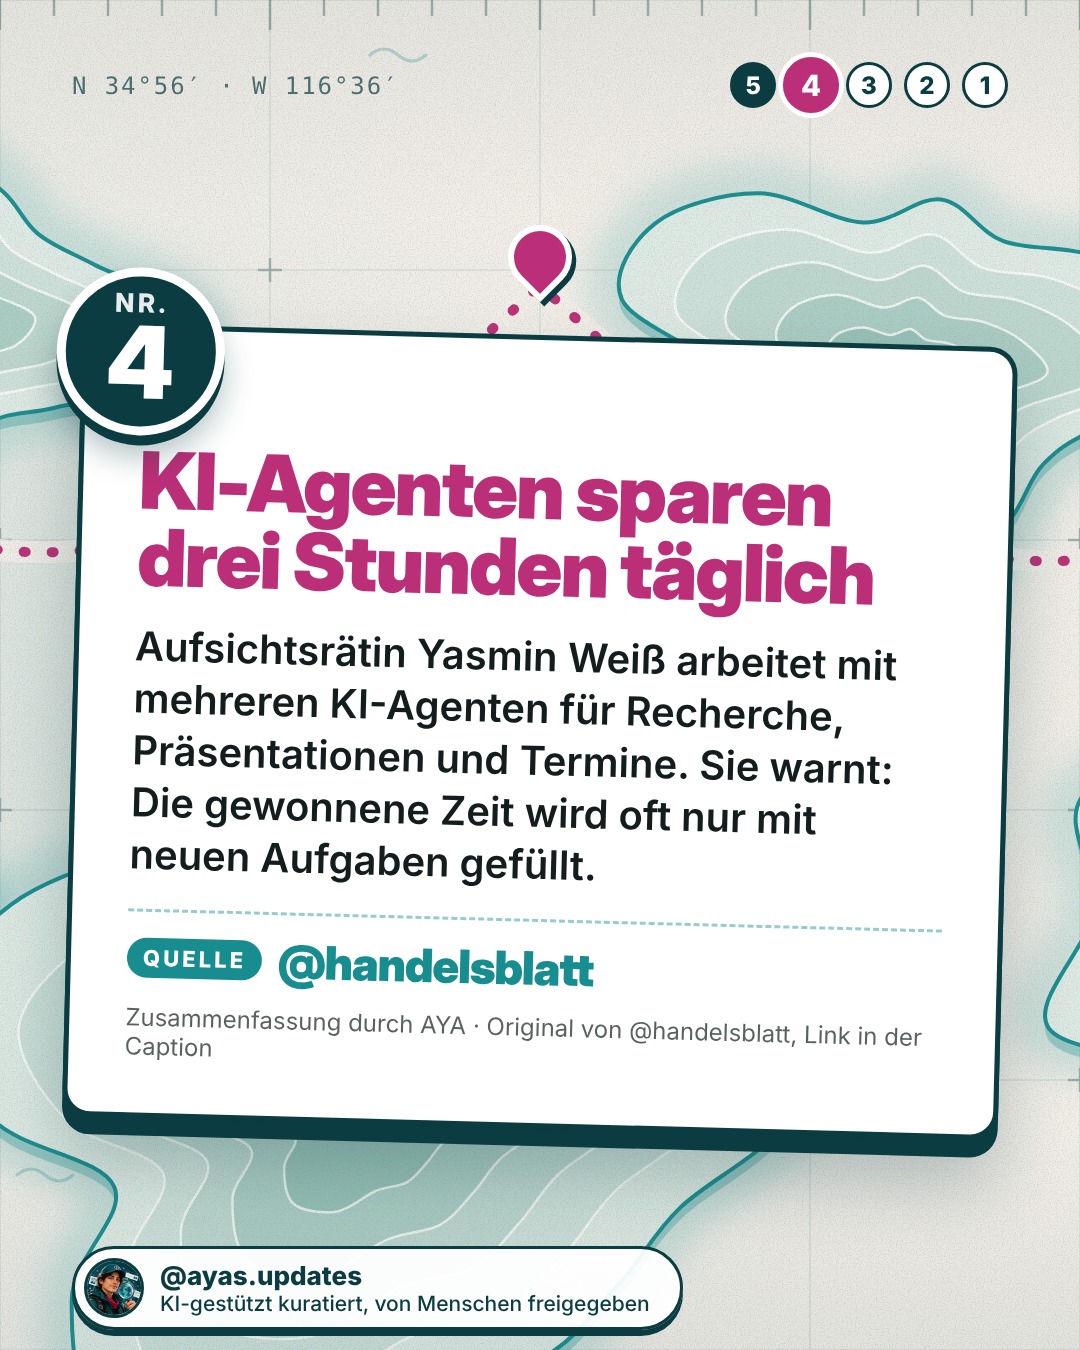 N 34°56′ · W 116°36′
5 4 3 2 1
NR.
4
KI-Agenten sparen
drei Stunden täglich
Aufsichtsrätin Yasmin Weiß arbeitet mit
mehreren KI-Agenten für Recherche,
Präsentationen und Termine. Sie warnt:
Die gewonnene Zeit wird oft nur mit
neuen Aufgaben gefüllt.
QUELLE @handelsblatt
Zusammenfassung durch AYA · Original von @handelsblatt, Link in der
Caption
@ayas.updates
KI-gestützt kuratiert, von Menschen freigegeben